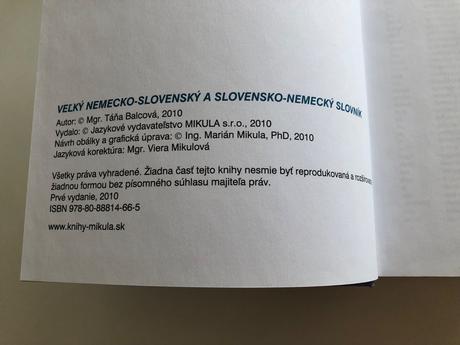 VEĽKÝ NEMECKO-SLOVENSKÝ A SLOVENSKO-NEMECKÝ SLOVNÍK
Autor: © Mgr. Táňa Balcová, 2010
Vydalo: © Jazykové vydavateľstvo MIKULA s.r.o., 2010
Návrh obálky a grafická úprava: © Ing. Marián Mikula, PhD, 2010
Jazyková korektúra: Mgr. Viera Mikulová
Všetky práva vyhradené. Žiadna časť tejto knihy nesmie byť reprodukovaná a
žiadnou formou bez písomného súhlasu majiteľa práv.
Prvé vydanie, 2010
ISBN 978-80-88814-66-5
www.knihy-mikula.sk